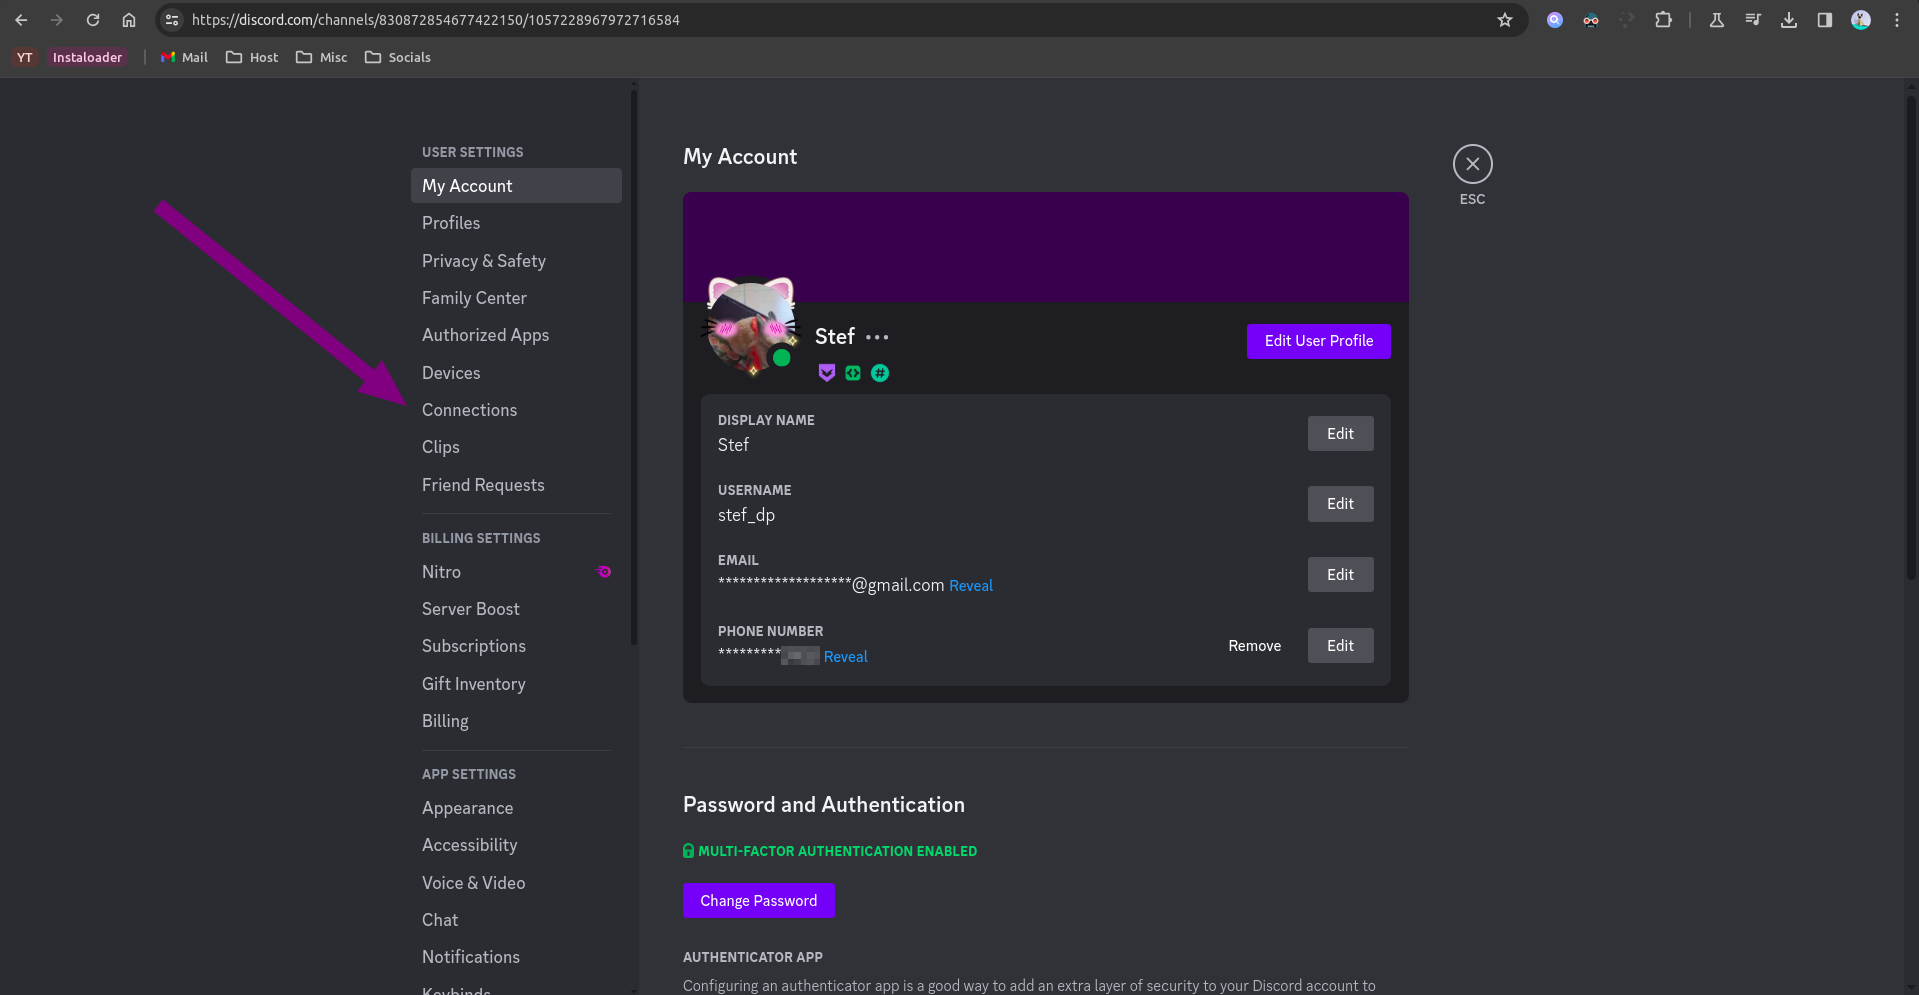 https://discord.com/channels/830872854677422150/1057228967972716584
YT Instaloader Mail Host Misc Socials
USER SETTINGS
My Account
Profiles
Privacy & Safety
Family Center
Authorized Apps
Devices
Connections
Clips
Friend Requests
BILLING SETTINGS
Nitro
Server Boost
Subscriptions
Gift Inventory
Billing
APP SETTINGS
Appearance
Accessibility
Voice & Video
Chat
Notifications
Keybinds
My Account
ESC
Stef
Edit User Profile
DISPLAY NAME
Stef
Edit
USERNAME
stef_dp
Edit
EMAIL
*******************@gmail.com Reveal
Edit
PHONE NUMBER
********* Reveal
Remove Edit
Password and Authentication
MULTI-FACTOR AUTHENTICATION ENABLED
Change Password
AUTHENTICATOR APP
Configuring an authenticator app is a good way to add an extra layer of security to your Discord account to